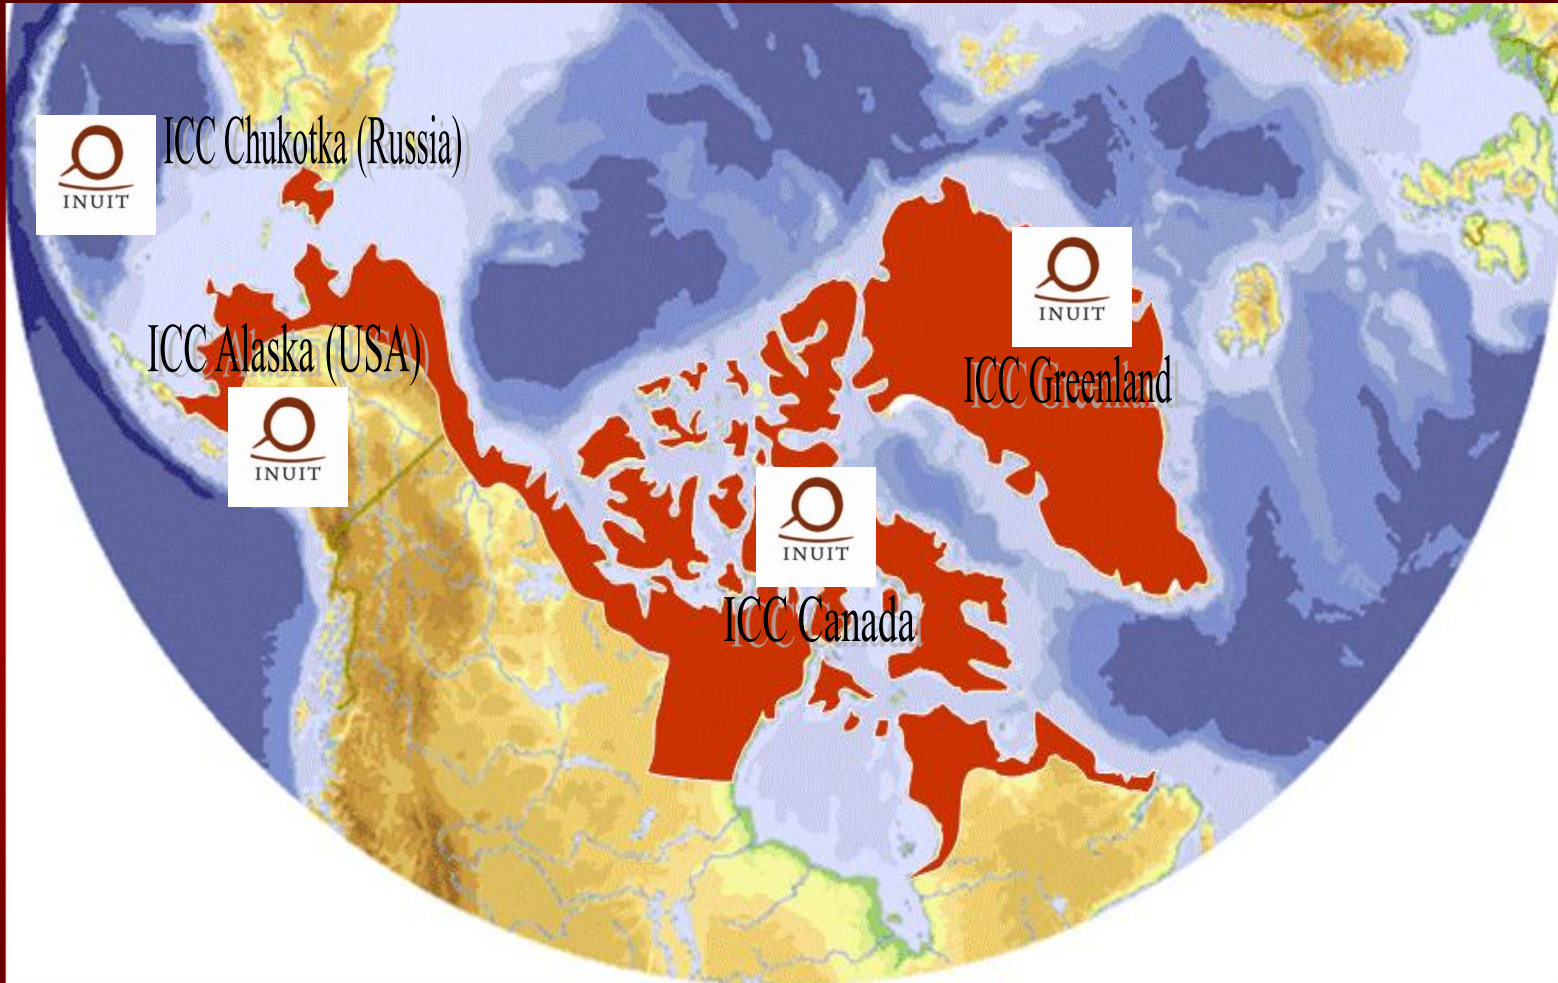 ICC Chukotka (Russia)
INUIT
ICC Alaska (USA)
INUIT
INUIT
ICC Greenland
INUIT
ICC Canada